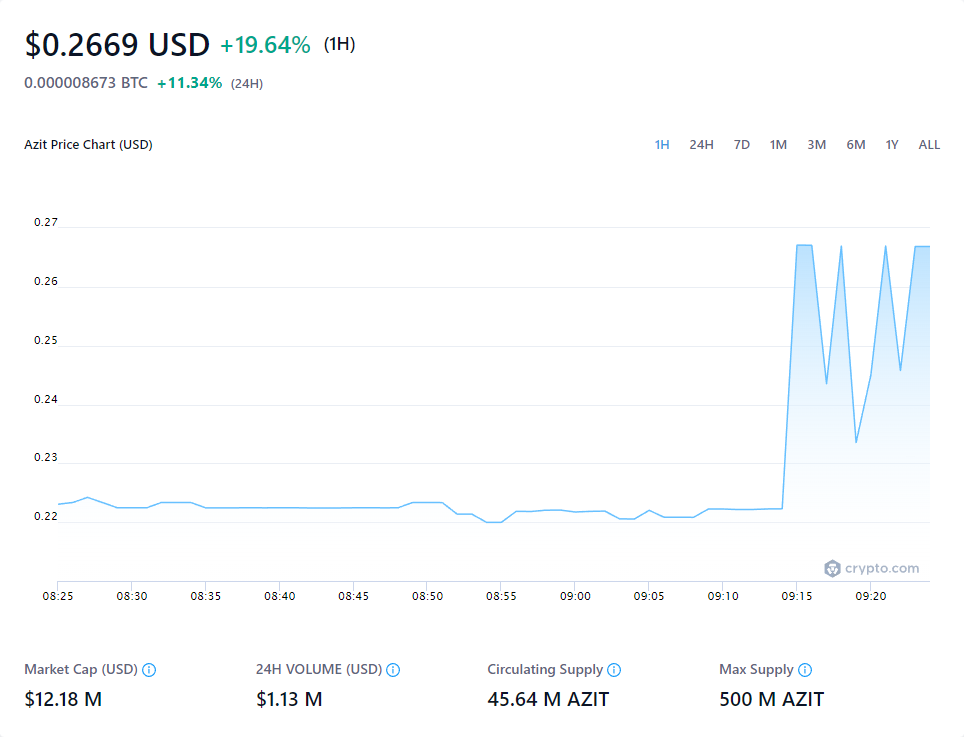 $0.2669 USD +19.64% (1H)
0.000008673 BTC +11.34% (24H)
Azit Price Chart (USD) 1H 24H 7D 1M 3M 6M 1Y ALL
0.27
0.26
0.25
0.24
0.23
0.22
crypto.com
08:25 08:30 08:35 08:40 08:45 08:50 08:55 09:00 09:05 09:10 09:15 09:20
Market Cap (USD) 24H VOLUME (USD) Circulating Supply Max Supply
$12.18 M $1.13 M 45.64 M AZIT 500 M AZIT